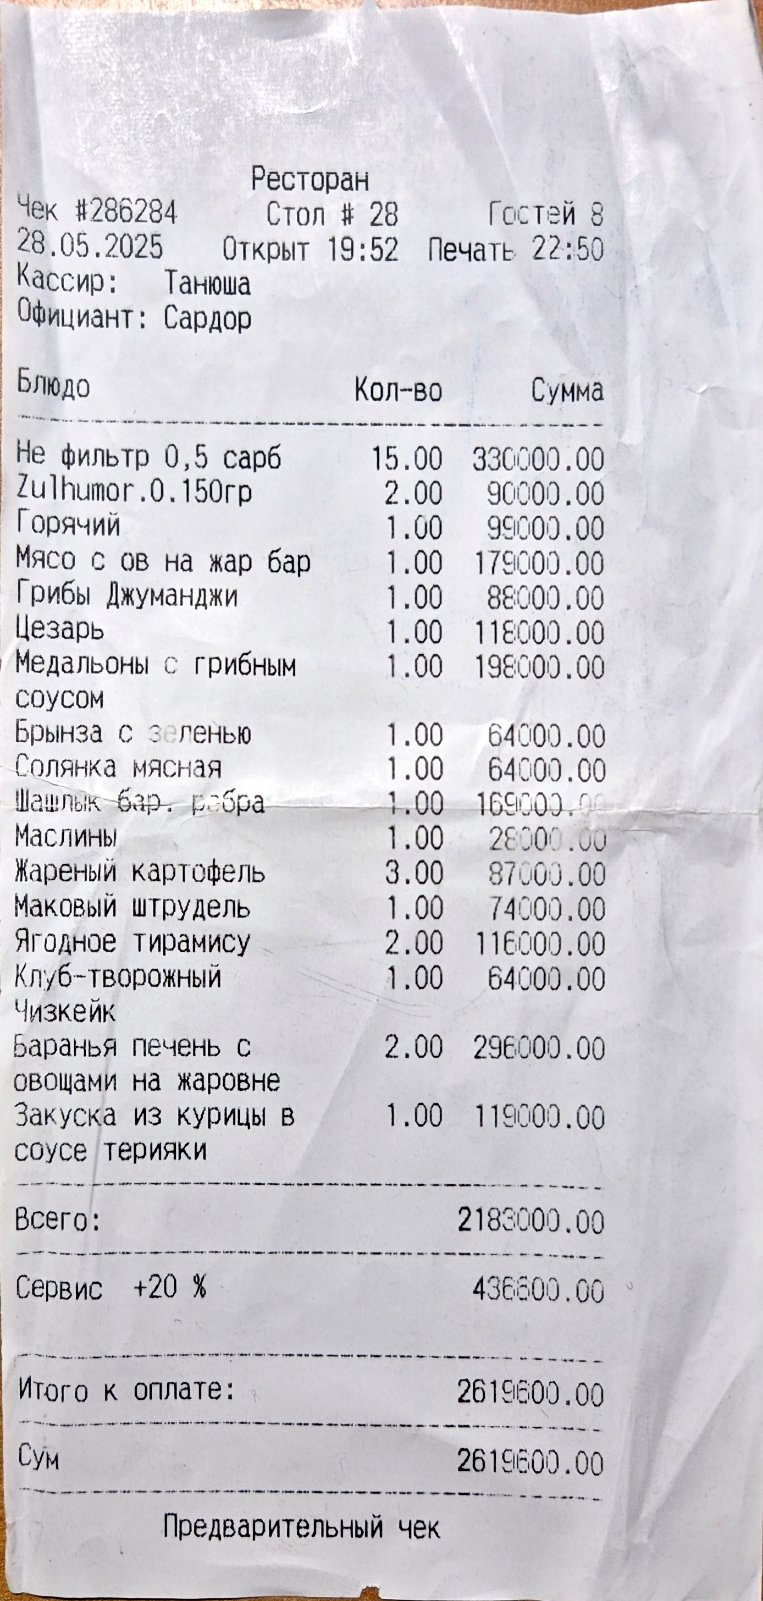 Ресторан
Чек #286284 Стол # 28 Гостей 8
28.05.2025 Открыт 19:52 Печать 22:50
Кассир: Танюша
Официант: Сардор
Блюдо Кол-во Сумма
Не фильтр 0,5 сарб 15.00 330000.00
Zulhumor.0.150гр 2.00 90000.00
Горячий 1.00 99000.00
Мясо с ов на жар бар 1.00 179000.00
Грибы Джуманджи 1.00 88000.00
Цезарь 1.00 118000.00
Медальоны с грибным 1.00 198000.00
соусом
Брынза с зеленью 1.00 64000.00
Солянка мясная 1.00 64000.00
Шашлык бар. ребра 1.00 169000.00
Маслины 1.00 28000.00
Жареный картофель 3.00 87000.00
Маковый штрудель 1.00 74000.00
Ягодное тирамису 2.00 116000.00
Клуб-творожный 1.00 64000.00
Чизкейк
Баранья печень с 2.00 296000.00
овощами на жаровне
Закуска из курицы в 1.00 119000.00
соусе терияки
Всего: 2183000.00
Сервис +20 % 436600.00
Итого к оплате: 2619600.00
Сум 2619600.00
Предварительный чек